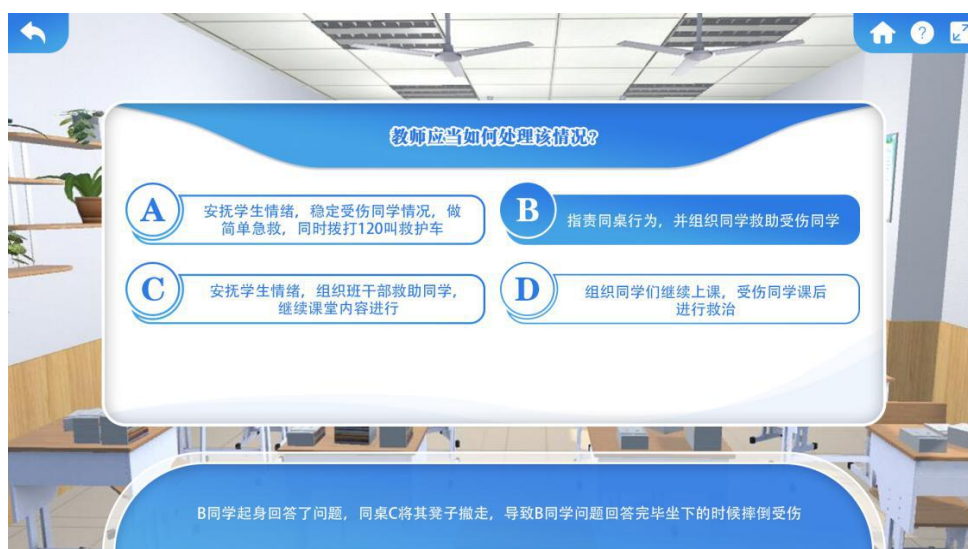 教师应当如何处理该情况?
A
安抚学生情绪，稳定受伤同学情况，做
简单急救，同时拨打120叫救护车
B
指责同桌行为，并组织同学救助受伤同学
C
安抚学生情绪，组织班干部救助同学，
继续课堂内容进行
D
组织同学们继续上课，受伤同学课后
进行救治
B同学起身回答了问题，同桌C将其凳子撤走，导致B同学问题回答完毕坐下的时候摔倒受伤